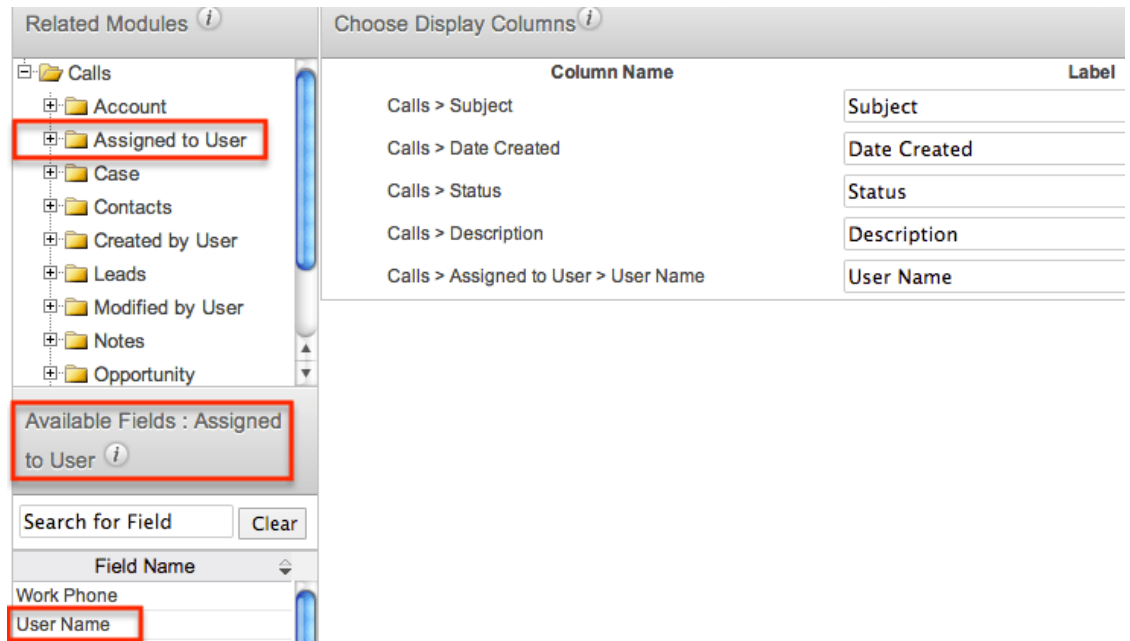 Related Modules i
Calls
Account
Assigned to User
Case
Contacts
Created by User
Leads
Modified by User
Notes
Opportunity
Available Fields : Assigned
to User i
Search for Field Clear
Field Name
Work Phone
User Name
Choose Display Columns i
Column Name Label
Calls > Subject Subject
Calls > Date Created Date Created
Calls > Status Status
Calls > Description Description
Calls > Assigned to User > User Name User Name